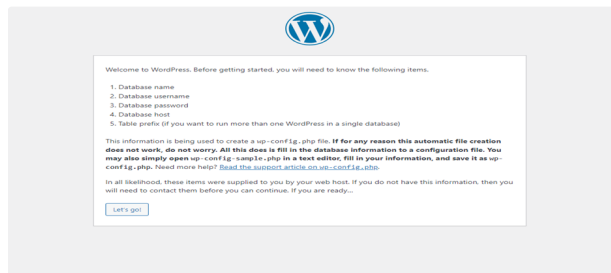 Welcome to WordPress. Before getting started, you will need to know the following items.
1. Database name
2. Database username
3. Database password
4. Database host
5. Table prefix (if you want to run more than one WordPress in a single database)
This information is being used to create a wp-config.php file. If for any reason this automatic file creation
does not work, do not worry. All this does is fill in the database information to a configuration file. You
may also simply open wp-config-sample.php in a text editor, fill in your information, and save it as wp-
config.php. Need more help? Read the support article on wp-config.php.
In all likelihood, these items were supplied to you by your web host. If you do not have this information, then you
will need to contact them before you can continue. If you are ready...
Let's go!